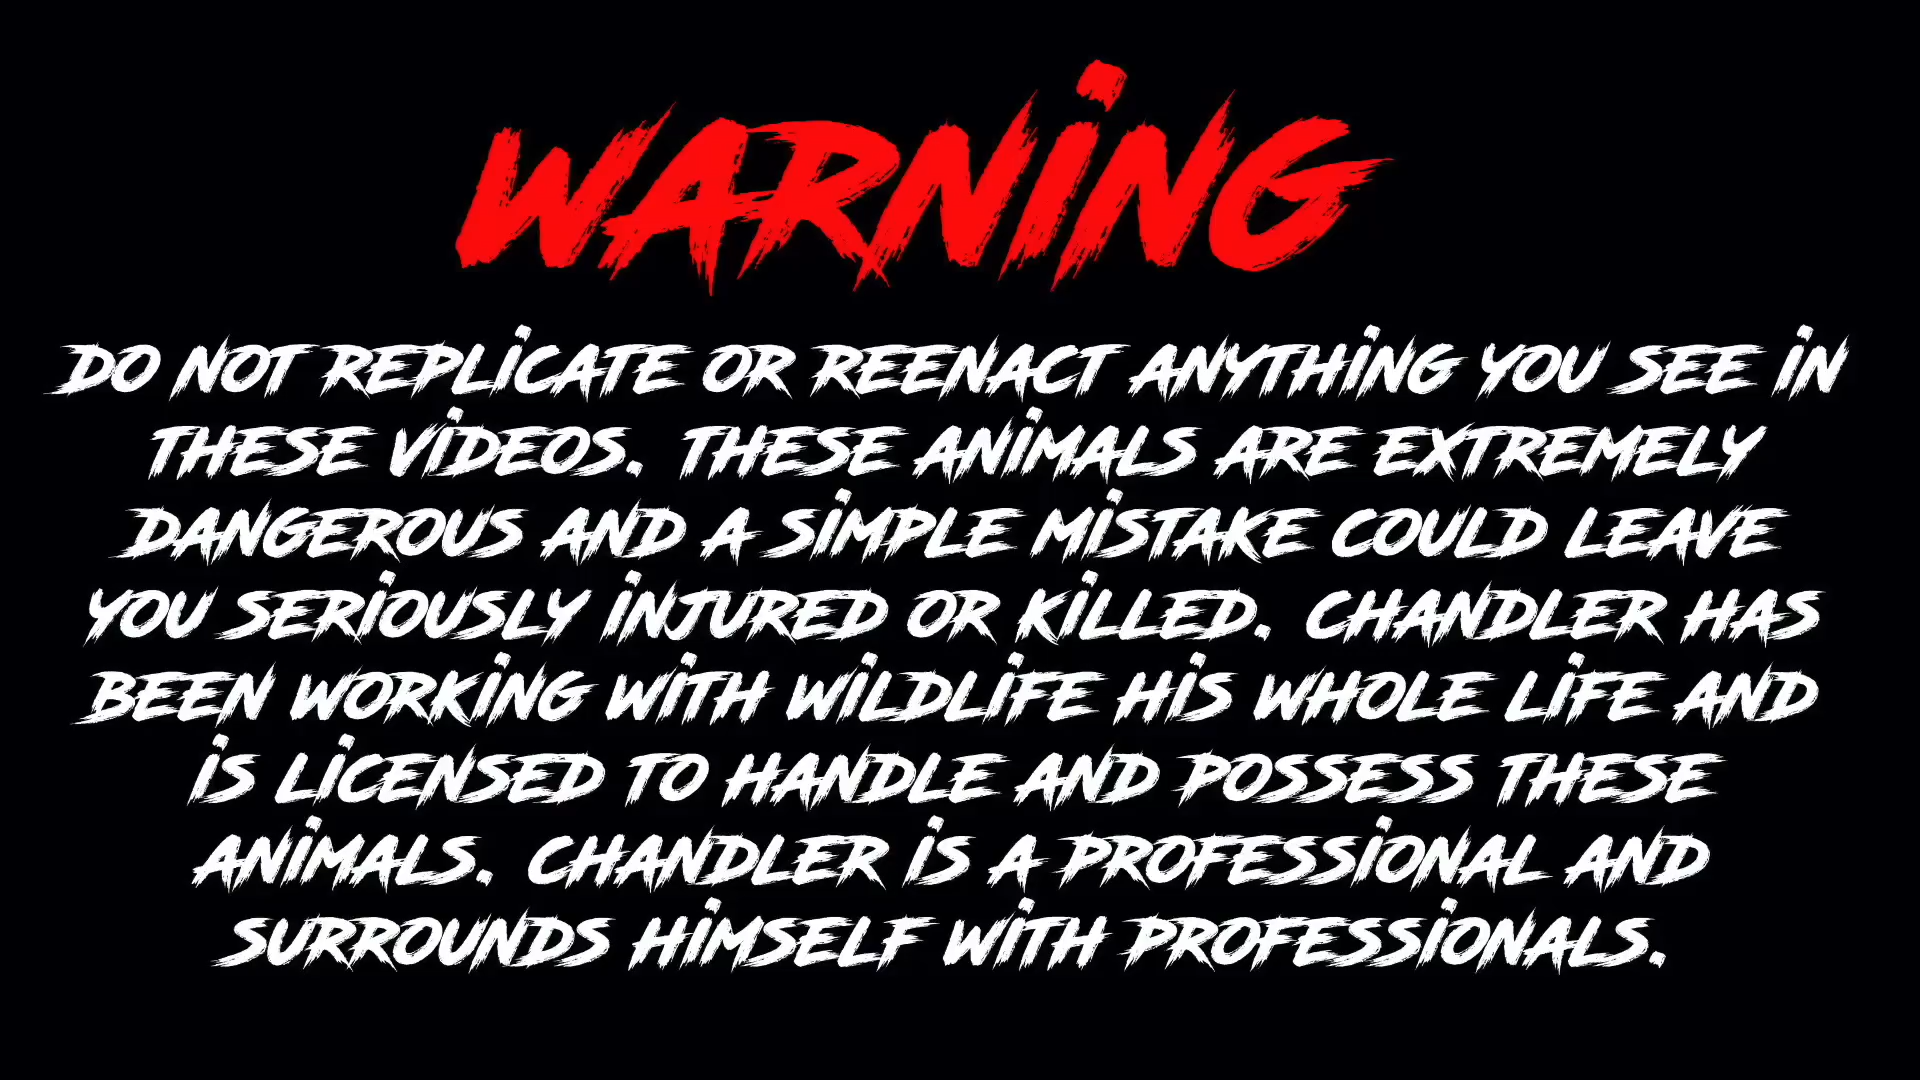 WARNING
DO NOT REPLICATE OR REENACT ANYTHING YOU SEE IN
THESE VIDEOS. THESE ANIMALS ARE EXTREMELY
DANGEROUS AND A SIMPLE MISTAKE COULD LEAVE
YOU SERIOUSLY INJURED OR KILLED. CHANDLER HAS
BEEN WORKING WITH WILDLIFE HIS WHOLE LIFE AND
IS LICENSED TO HANDLE AND POSSESS THESE
ANIMALS. CHANDLER IS A PROFESSIONAL AND
SURROUNDS HIMSELF WITH PROFESSIONALS.